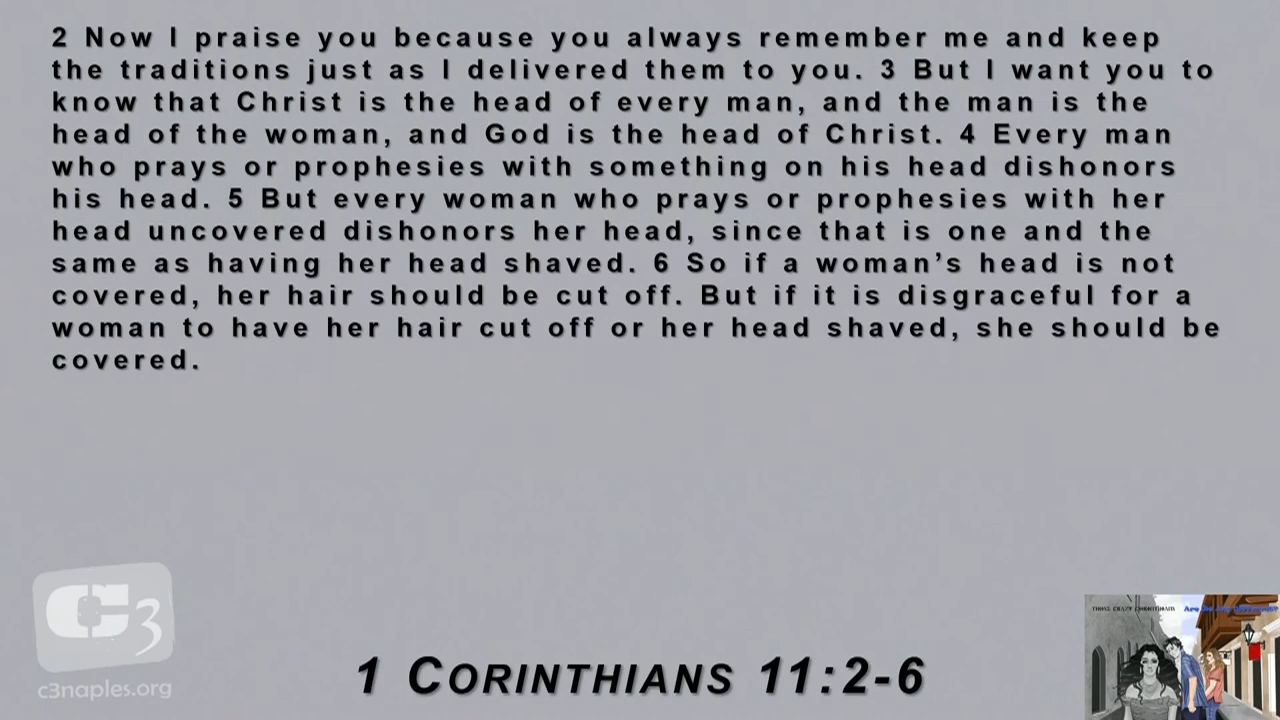 2 Now I praise you because you always remember me and keep
the traditions just as I delivered them to you. 3 But I want you to
know that Christ is the head of every man, and the man is the
head of the woman, and God is the head of Christ. 4 Every man
who prays or prophesies with something on his head dishonors
his head. 5 But every woman who prays or prophesies with her
head uncovered dishonors her head, since that is one and the
same as having her head shaved. 6 So if a woman’s head is not
covered, her hair should be cut off. But if it is disgraceful for a
woman to have her hair cut off or her head shaved, she should be
covered.
C3
c3naples.org
1 CORINTHIANS 11:2-6
THOSE CRAZY CORINTHIANS Are